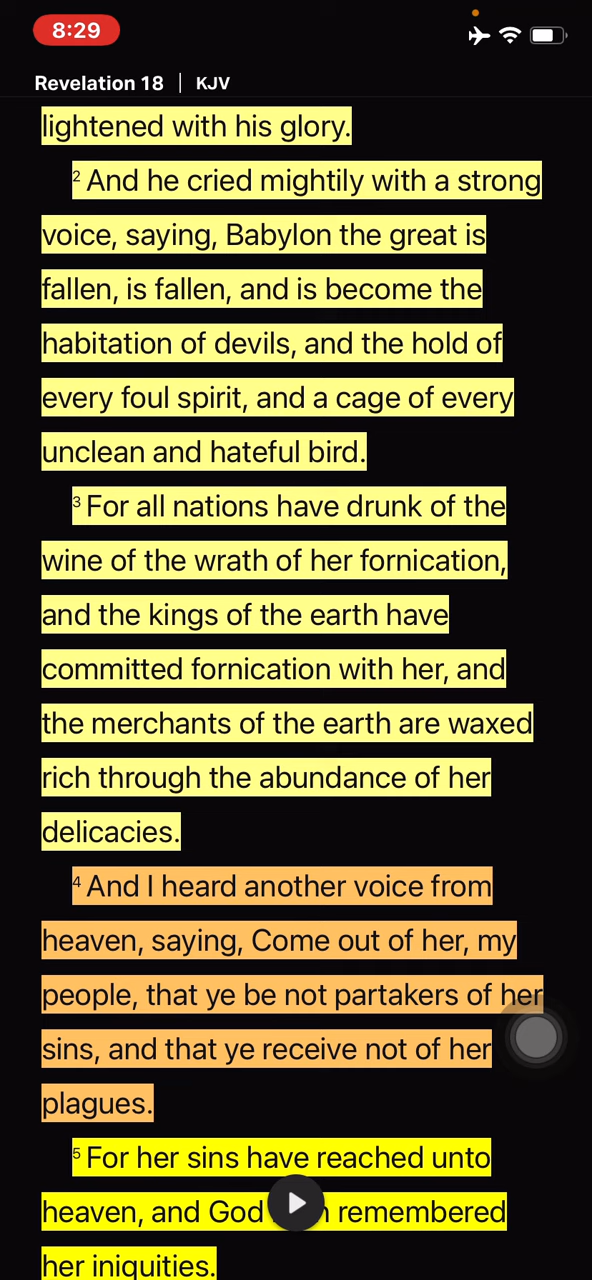 8:29
Revelation 18 | KJV
lightened with his glory.
2 And he cried mightily with a strong
voice, saying, Babylon the great is
fallen, is fallen, and is become the
habitation of devils, and the hold of
every foul spirit, and a cage of every
unclean and hateful bird.
3 For all nations have drunk of the
wine of the wrath of her fornication,
and the kings of the earth have
committed fornication with her, and
the merchants of the earth are waxed
rich through the abundance of her
delicacies.
4 And I heard another voice from
heaven, saying, Come out of her, my
people, that ye be not partakers of her
sins, and that ye receive not of her
plagues.
5 For her sins have reached unto
heaven, and God remembered
her iniquities.